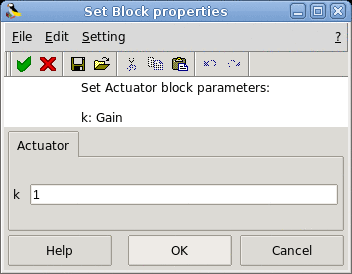 Set Block properties
File Edit Setting ?
Set Actuator block parameters:
k: Gain
Actuator
k 1
Help OK Cancel